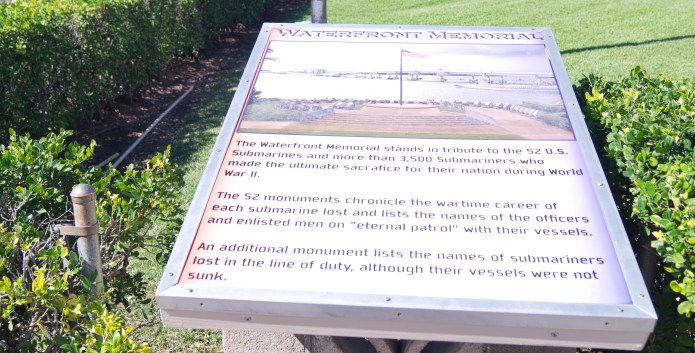 WATERFRONT MEMORIAL
The Waterfront Memorial stands in tribute to the 52 U.S.
Submarines and more than 3,500 Submariners who
made the ultimate sacrafice for their nation during World
War II.
The 52 monuments chronicle the wartime career of
each submarine lost and lists the names of the officers
and enlisted men on "eternal patrol" with their vessels.
An additional monument lists the names of submariners
lost in the line of duty, although their vessels were not
sunk.